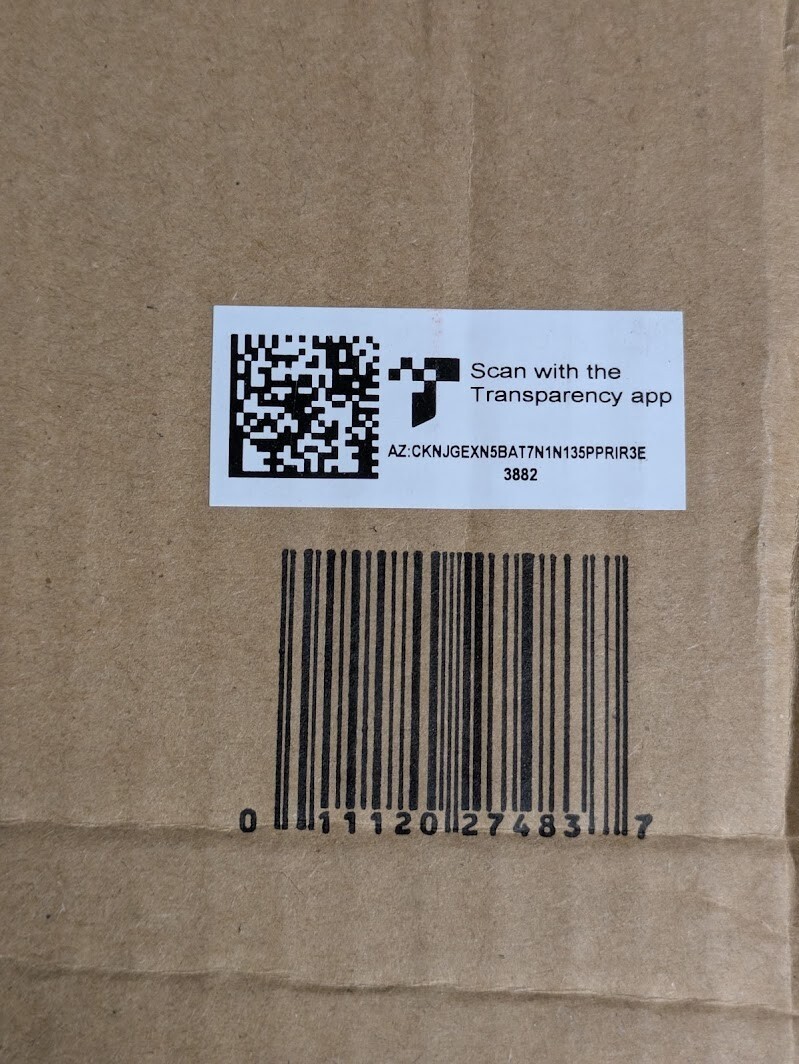 Scan with the
Transparency app
AZ:CKNJGEXN5BAT7N1N135PPRIR3E
3882
0 11120 27483 7